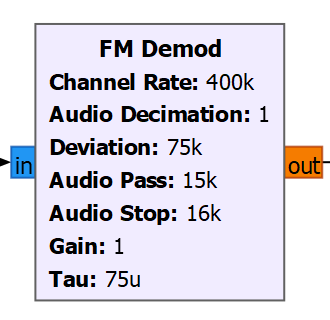 FM Demod
Channel Rate: 400k
Audio Decimation: 1
Deviation: 75k
in
Audio Pass: 15k
out
Audio Stop: 16k
Gain: 1
Tau: 75u